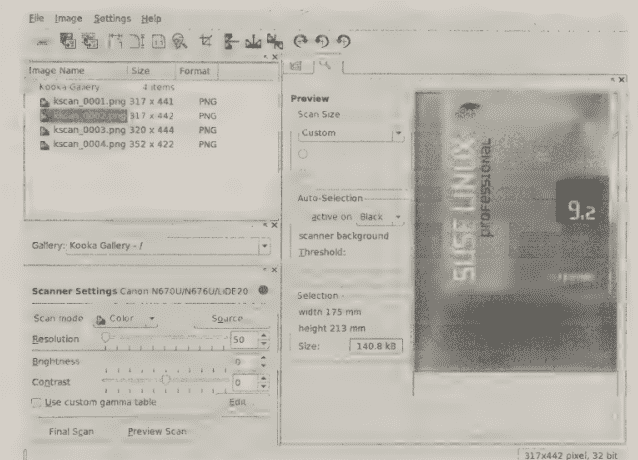 File Image Settings Help
Image Name Size Format
Kooka Gallery 4 items
kscan_0001.png 317 x 441 PNG
kscan_0002.png 317 x 442 PNG
kscan_0003.png 320 x 444 PNG
kscan_0004.png 352 x 422 PNG
Gallery: Kooka Gallery - /
Scanner Settings Canon N670U/N676U/LiDE20
Scan mode Color Source...
Resolution 50
Brightness 0
Contrast 0
Use custom gamma table Edit...
Final Scan Preview Scan
Preview
Scan Size
Custom
Auto-Selection
active on Black
scanner background
Threshold:
Selection
width 175 mm
height 213 mm
Size: 140.8 kB
SUSE LINUX
professional
9.2
317x442 pixel, 32 bit